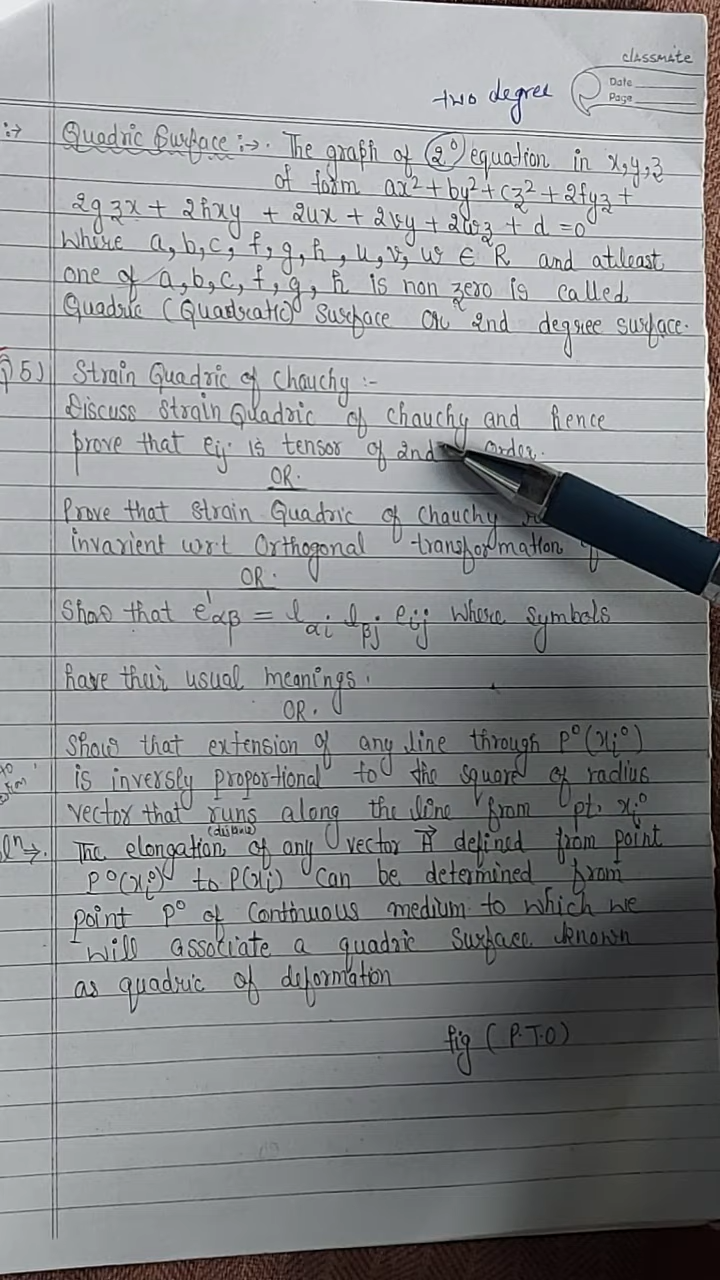 classmate
Date
Page
two degree
:→ Quadric Surface :→. The graph of 2° equation in x,y,z
of form ax² + by² + cz² + 2fyz +
2gzx + 2hxy + 2ux + 2vy + 2wz + d = 0
Where a, b, c, f, g, h, u, v, w ∈ R and atleast
one of a, b, c, f, g, h is non zero is called
Quadric (Quadratic) Surface or 2nd degree surface.
5) Strain Quadric of Chauchy :-
Discuss Strain Quadric of Chauchy and hence
prove that eij is tensor of 2nd order.
OR.
Prove that Strain Quadric of Chauchy
invarient w.r.t Orthogonal transformation
OR.
Show that e'αβ = lαi lβj eij where symbols
have their usual meanings.
OR.
Show that extension of any line through P°(xi°)
is inversly proportional to the square of radius
vector that runs along the line from pt. xi°
The elongation of any vector A⃗ defined from point
P°(xi°) to P(xi) can be determined from
point P° of Continuous medium to which we
will associate a quadric Surface known
as quadric of deformation
fig (P.T.O)